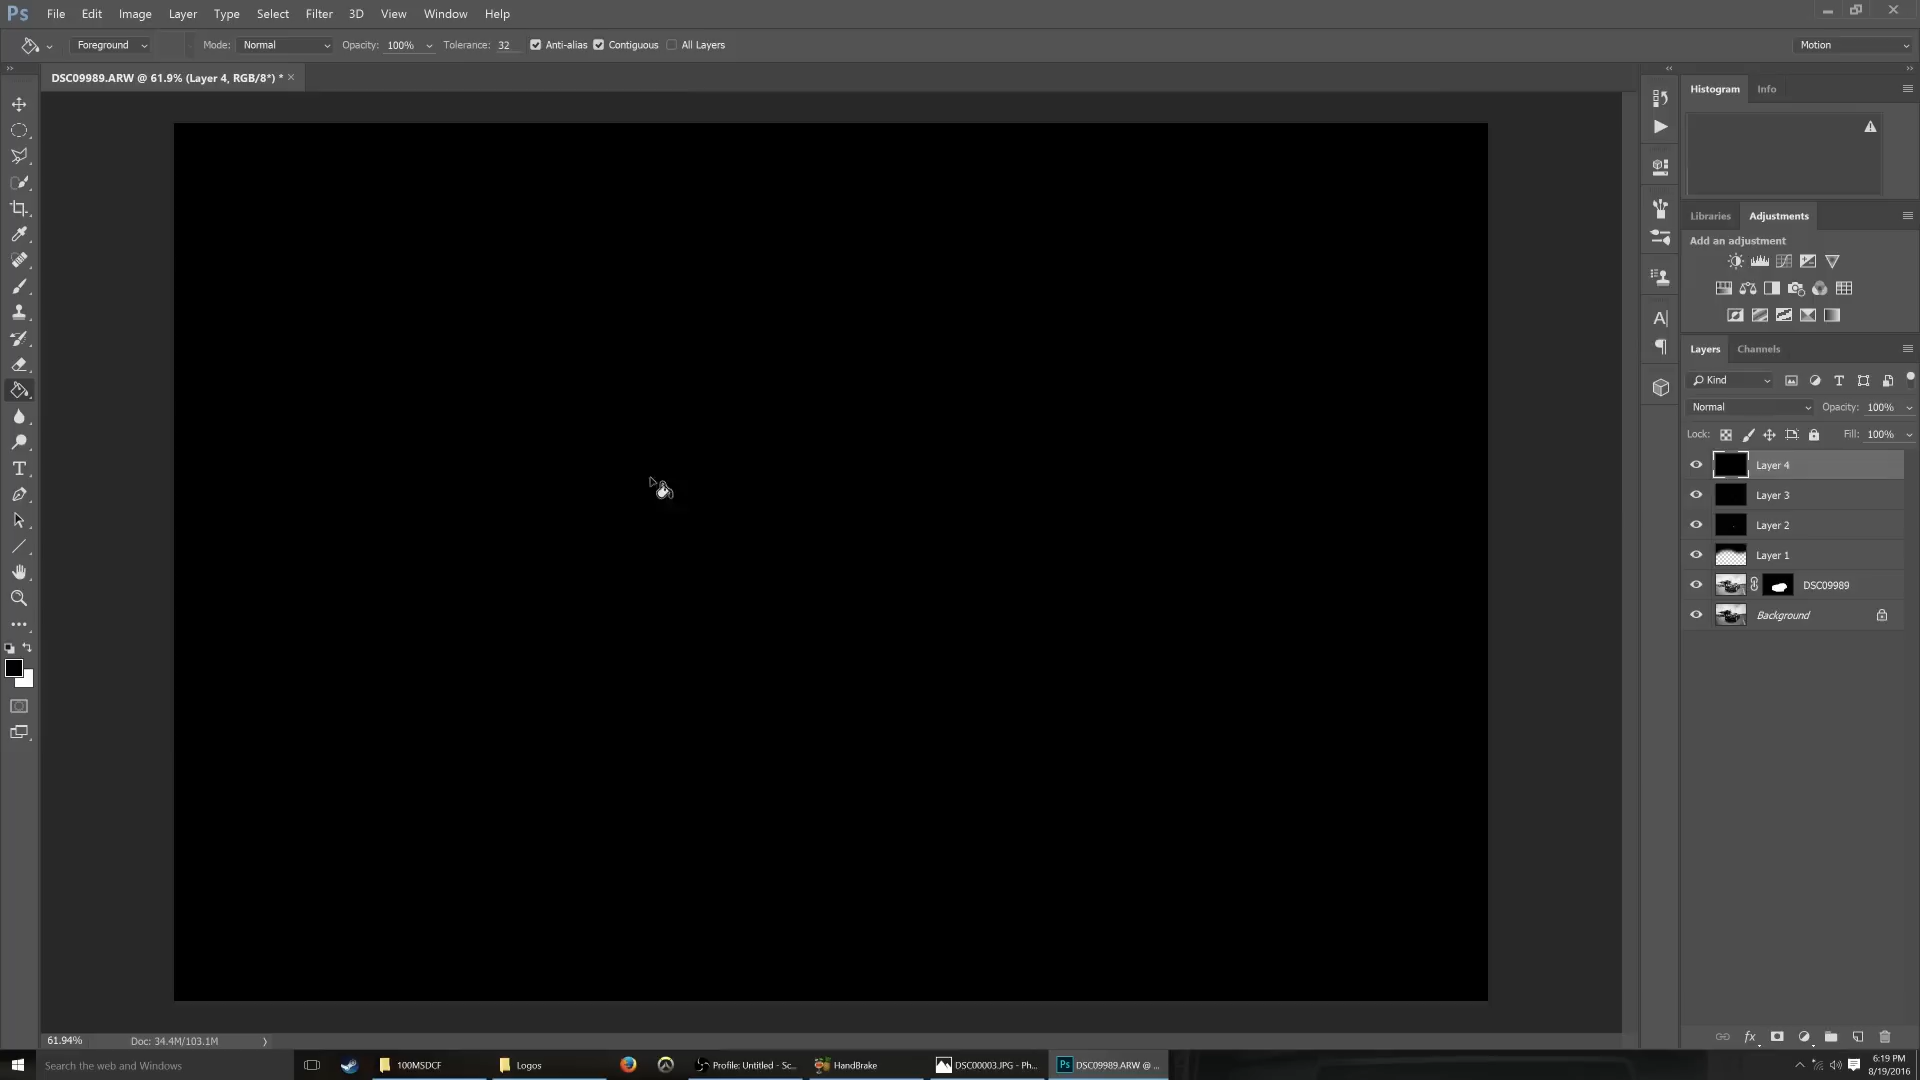 Ps File Edit Image Layer Type Select Filter 3D View Window Help
Foreground Mode: Normal Opacity: 100% Tolerance: 32 Anti-alias Contiguous All Layers Motion
DSC09989.ARW @ 61.9% (Layer 4, RGB/8*) * ×
Histogram Info
Libraries Adjustments
Add an adjustment
Layers Channels
Kind
Normal Opacity: 100%
Lock: Fill: 100%
Layer 4
Layer 3
Layer 2
Layer 1
DSC09989
Background
fx
61.94% Doc: 34.4M/103.1M
Search the web and Windows 100MSDCF Logos Profile: Untitled - Sc... HandBrake DSC00003.JPG - Ph... Ps DSC09989.ARW @ ... 6:19 PM
8/19/2016